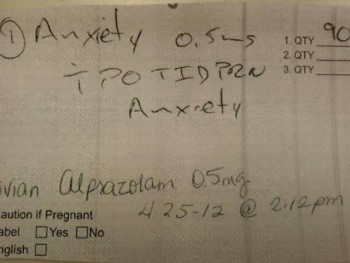 ① Anxiety 0.5mg 1. QTY 90
2. QTY
i PO TID PRN 3. QTY
Anxiety
ivian Alprazolam 0.5mg
4-25-12 @ 2:12pm
aution if Pregnant
abel Yes No
nglish